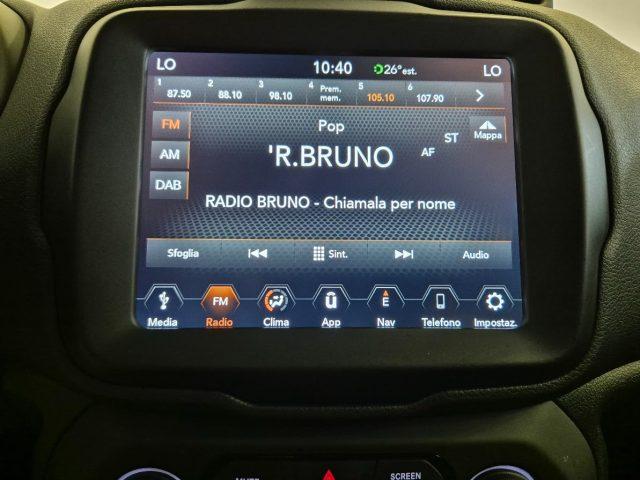 LO 10:40 26°est. LO
1 87.50 2 88.10 3 98.10 4 Prem. mem. 5 105.10 6 107.90
FM Pop Mappa
'R.BRUNO AF ST
AM
DAB
RADIO BRUNO - Chiamala per nome
Sfoglia Sint. Audio
FM E
Media Radio Clima App Nav Telefono Impostaz.
MUTE SCREEN